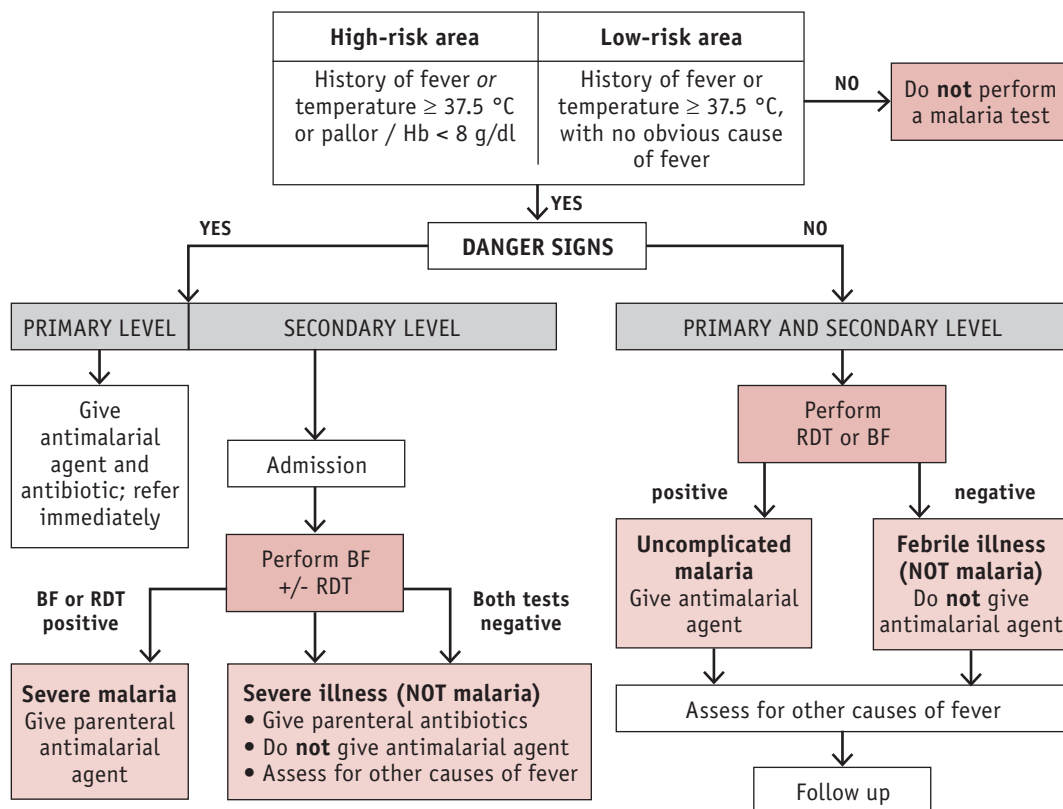 High-risk area
History of fever or
temperature ≥ 37.5 °C
or pallor / Hb < 8 g/dl
Low-risk area
History of fever or
temperature ≥ 37.5 °C,
with no obvious cause
of fever
NO
Do not perform
a malaria test
YES
DANGER SIGNS
YES
NO
PRIMARY LEVEL
SECONDARY LEVEL
PRIMARY AND SECONDARY LEVEL
Give
antimalarial
agent and
antibiotic; refer
immediately
Admission
Perform BF
+/- RDT
BF or RDT
positive
Both tests
negative
Severe malaria
Give parenteral
antimalarial
agent
Severe illness (NOT malaria)
• Give parenteral antibiotics
• Do not give antimalarial agent
• Assess for other causes of fever
Perform
RDT or BF
positive
negative
Uncomplicated
malaria
Give antimalarial
agent
Febrile illness
(NOT malaria)
Do not give
antimalarial agent
Assess for other causes of fever
Follow up